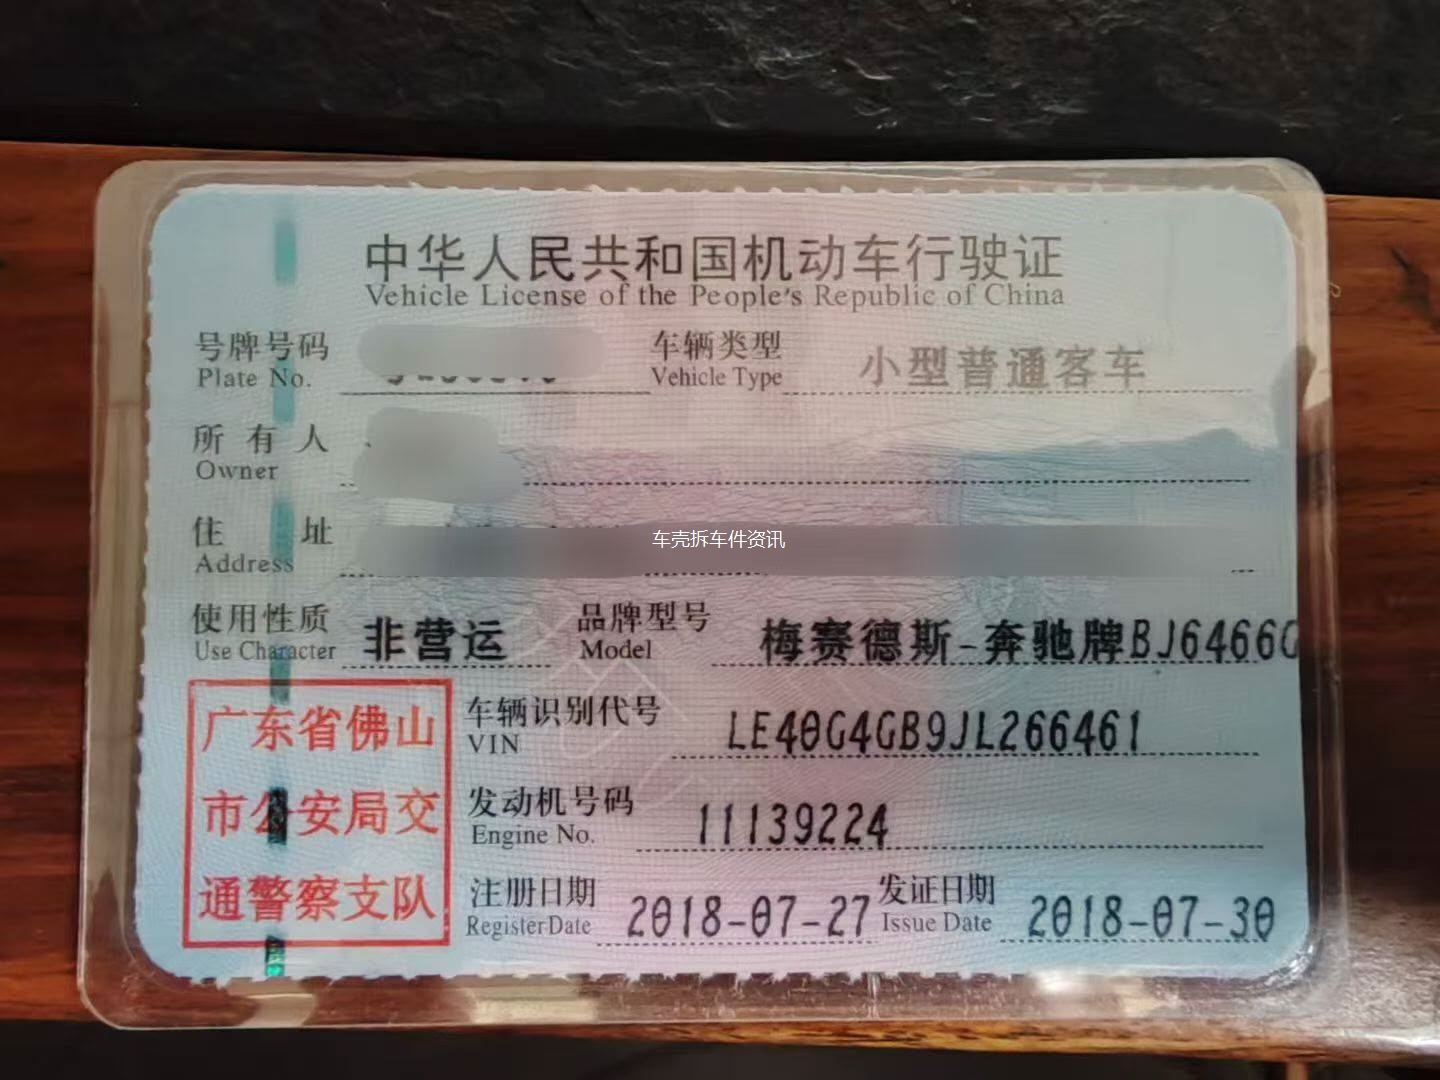 中华人民共和国机动车行驶证
Vehicle License of the People's Republic of China
号牌号码
Plate No.
车辆类型 小型普通客车
Vehicle Type
所有人
Owner
住址
Address
车壳拆车件资讯
使用性质 非营运
Use Character
品牌型号 梅赛德斯-奔驰牌BJ6466G
Model
广东省佛山
市公安局交
通警察支队
车辆识别代号 LE40G4GB9JL266461
VIN
发动机号码 11139224
Engine No.
注册日期 2018-07-27
Register Date
发证日期 2018-07-30
Issue Date